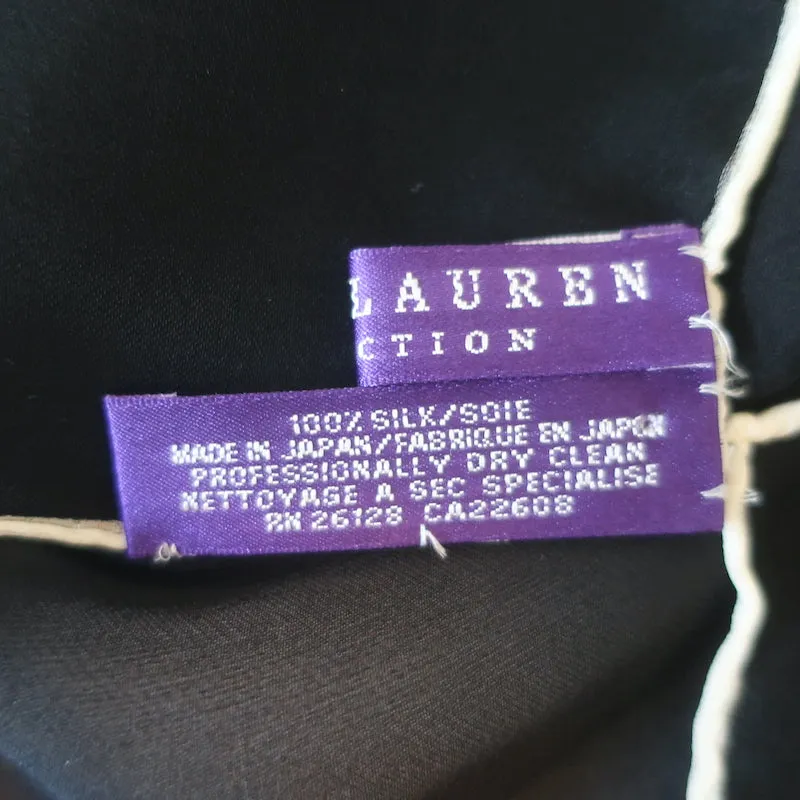 LAUREN
CTION
100% SILK/SOIE
MADE IN JAPAN/FABRIQUE EN JAPON
PROFESSIONALLY DRY CLEAN
NETTOYAGE A SEC SPECIALISE
RN 26128 CA22608